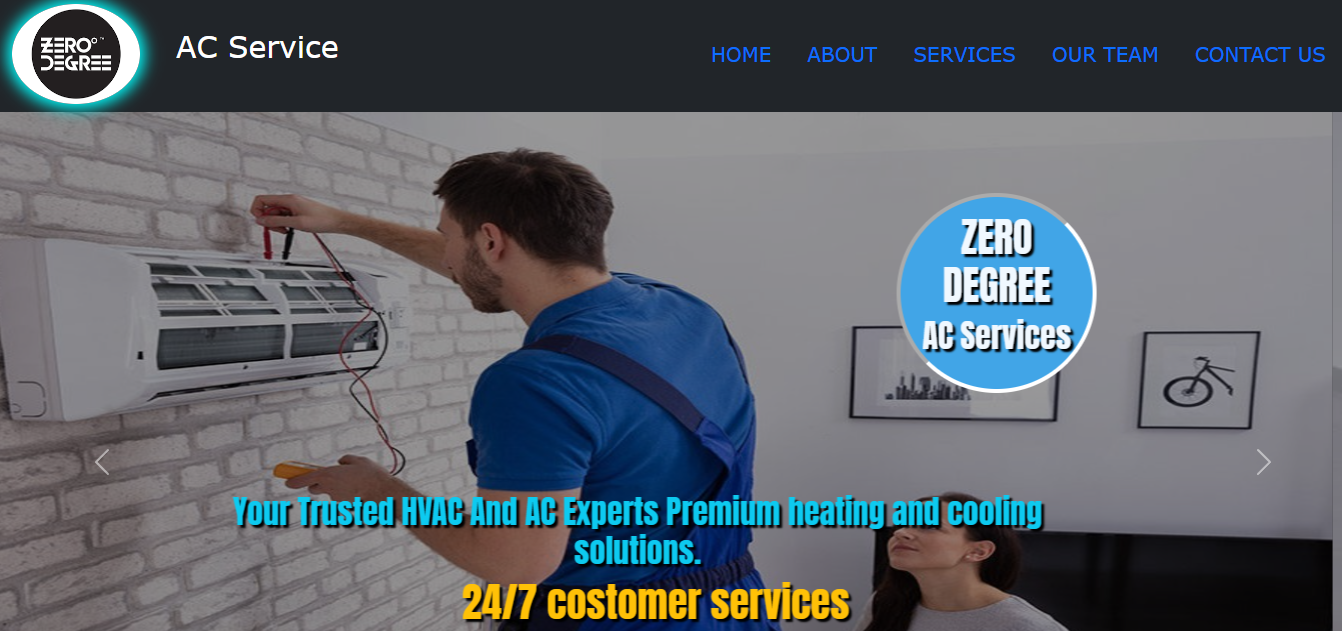 ZERO° ™
DEGREE
AC Service
HOME ABOUT SERVICES OUR TEAM CONTACT US
ZERO
DEGREE
AC Services
Your Trusted HVAC And AC Experts Premium heating and cooling
solutions.
24/7 costomer services